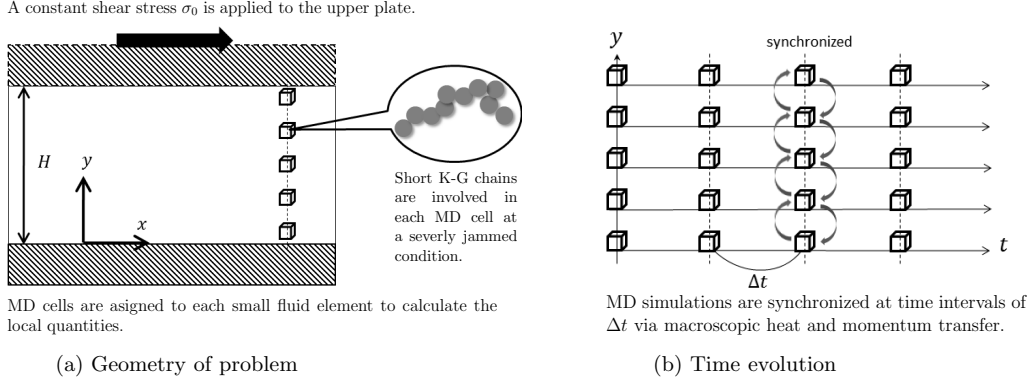 A constant shear stress σ₀ is applied to the upper plate.
H
y
x
Short K-G chains
are involved in
each MD cell at
a severly jammed
condition.
MD cells are asigned to each small fluid element to calculate the
local quantities.
(a) Geometry of problem
y
synchronized
t
Δt
MD simulations are synchronized at time intervals of
Δt via macroscopic heat and momentum transfer.
(b) Time evolution